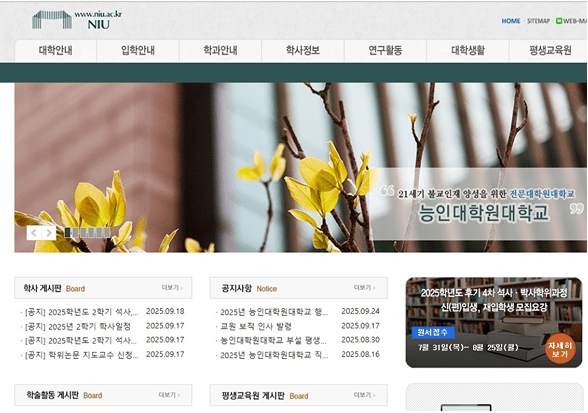 www.niu.ac.kr
NIU
HOME SITEMAP WEB-MA
대학안내 입학안내 학과안내 학사정보 연구활동 대학생활 평생교육원
21세기 불교인재 양성을 위한 전문대학원대학교
“능인대학원대학교”
학사 게시판 Board 더보기
· [공지] 2025학년도 2학기 석사,... 2025.09.18
· [공지] 2025년 2학기 학사일정 2025.09.17
· [공지] 2025학년도 2학기 석사,... 2025.09.17
· [공지] 학위논문 지도교수 신청... 2025.09.17
공지사항 Notice 더보기
· 2025년 능인대학원대학교 행... 2025.09.24
· 교원 보직 인사 발령 2025.09.17
· 능인대학원대학교 부설 평생... 2025.08.30
· 2025년 능인대학원대학교 직... 2025.08.16
2025학년도 후기 4차 석사·박사학위과정
신(편)입생, 재입학생 모집요강
원서접수
7월 31일(목)~ 8월 25일(월)
자세히
보기
학술활동 게시판 Board 더보기
평생교육원 게시판 Board 더보기